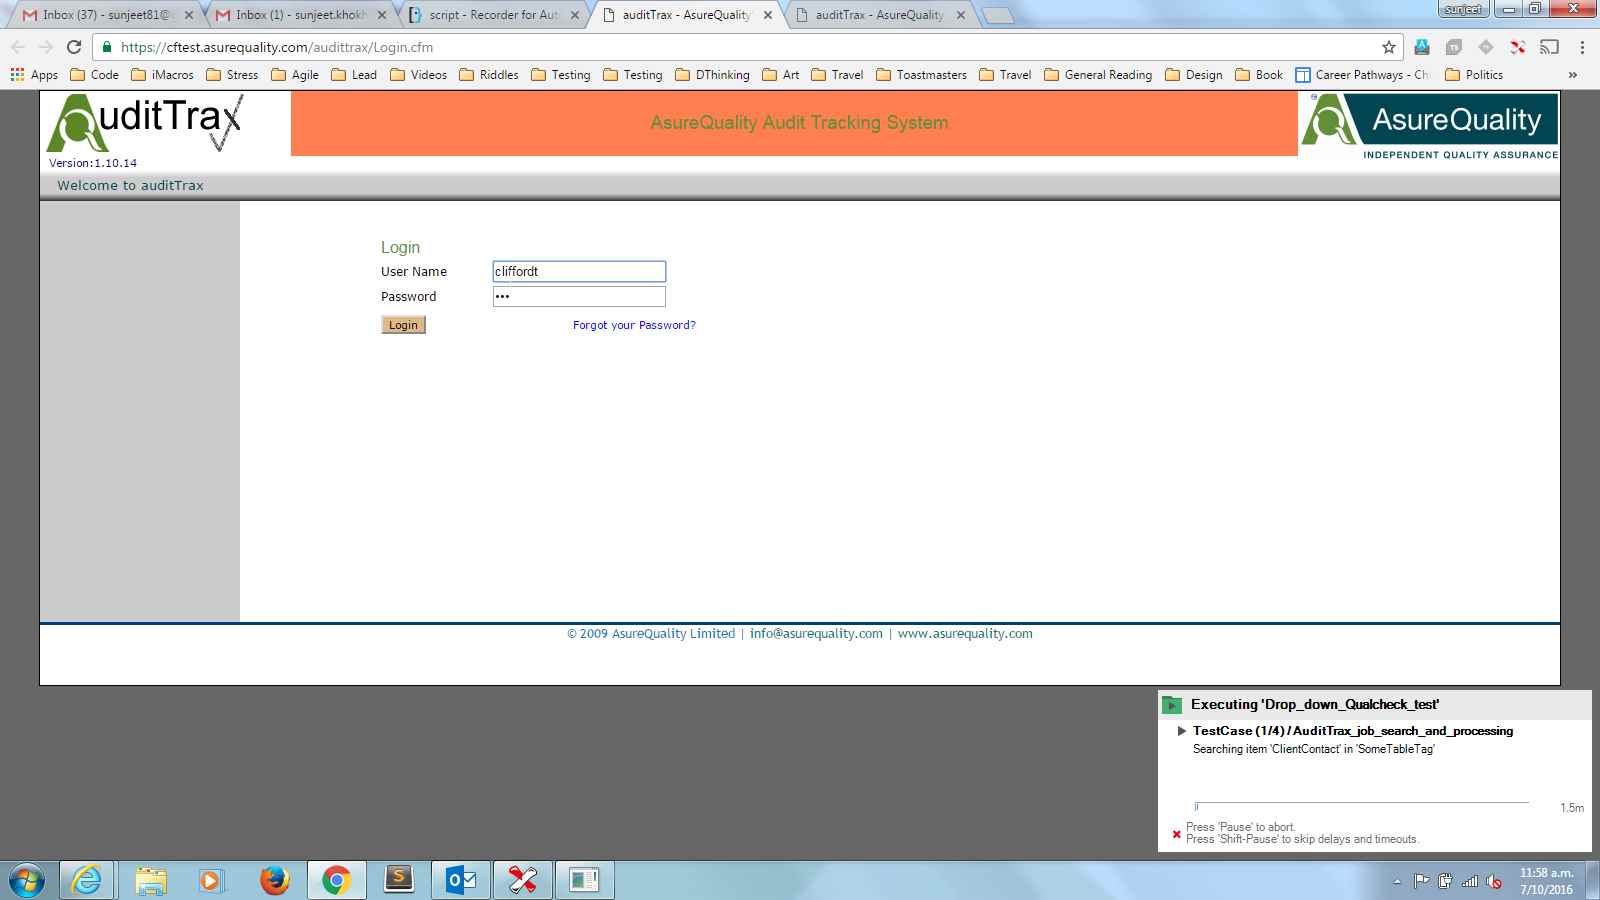 Inbox (37) - sunjeet81@
Inbox (1) - sunjeet.khokh
script - Recorder for Aut
auditTrax - AsureQuality
auditTrax - AsureQuality
sunjeet
https://cftest.asurequality.com/audittrax/Login.cfm
Apps
Code
iMacros
Stress
Agile
Lead
Videos
Riddles
Testing
Testing
DThinking
Art
Travel
Toastmasters
Travel
General Reading
Design
Book
Career Pathways - Ch
Politics
»
AuditTrax
AsureQuality Audit Tracking System
AsureQuality
INDEPENDENT QUALITY ASSURANCE
Version:1.10.14
Welcome to auditTrax
Login
User Name
cliffordt
Password
•••
Login
Forgot your Password?
© 2009 AsureQuality Limited | info@asurequality.com | www.asurequality.com
Executing 'Drop_down_Qualcheck_test'
TestCase (1/4) / AuditTrax_job_search_and_processing
Searching item 'ClientContact' in 'SomeTableTag'
1.5m
Press 'Pause' to abort.
Press 'Shift-Pause' to skip delays and timeouts.
11:58 a.m.
7/10/2016